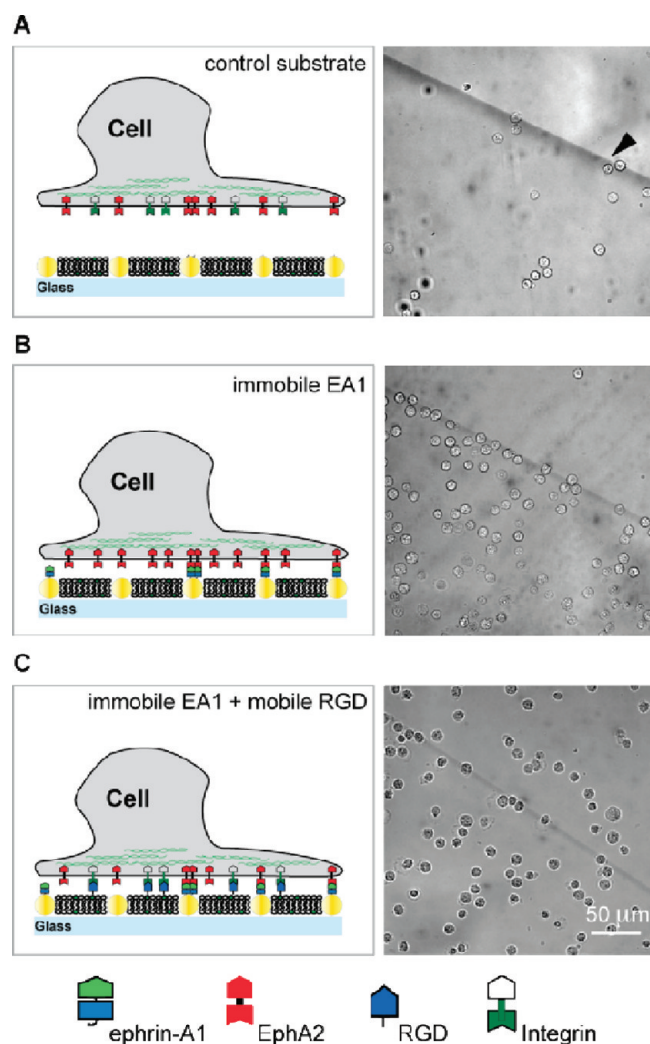 A
control substrate
Cell
Glass
B
immobile EA1
Cell
Glass
C
immobile EA1 + mobile RGD
Cell
Glass
50 µm
ephrin-A1
EphA2
RGD
Integrin